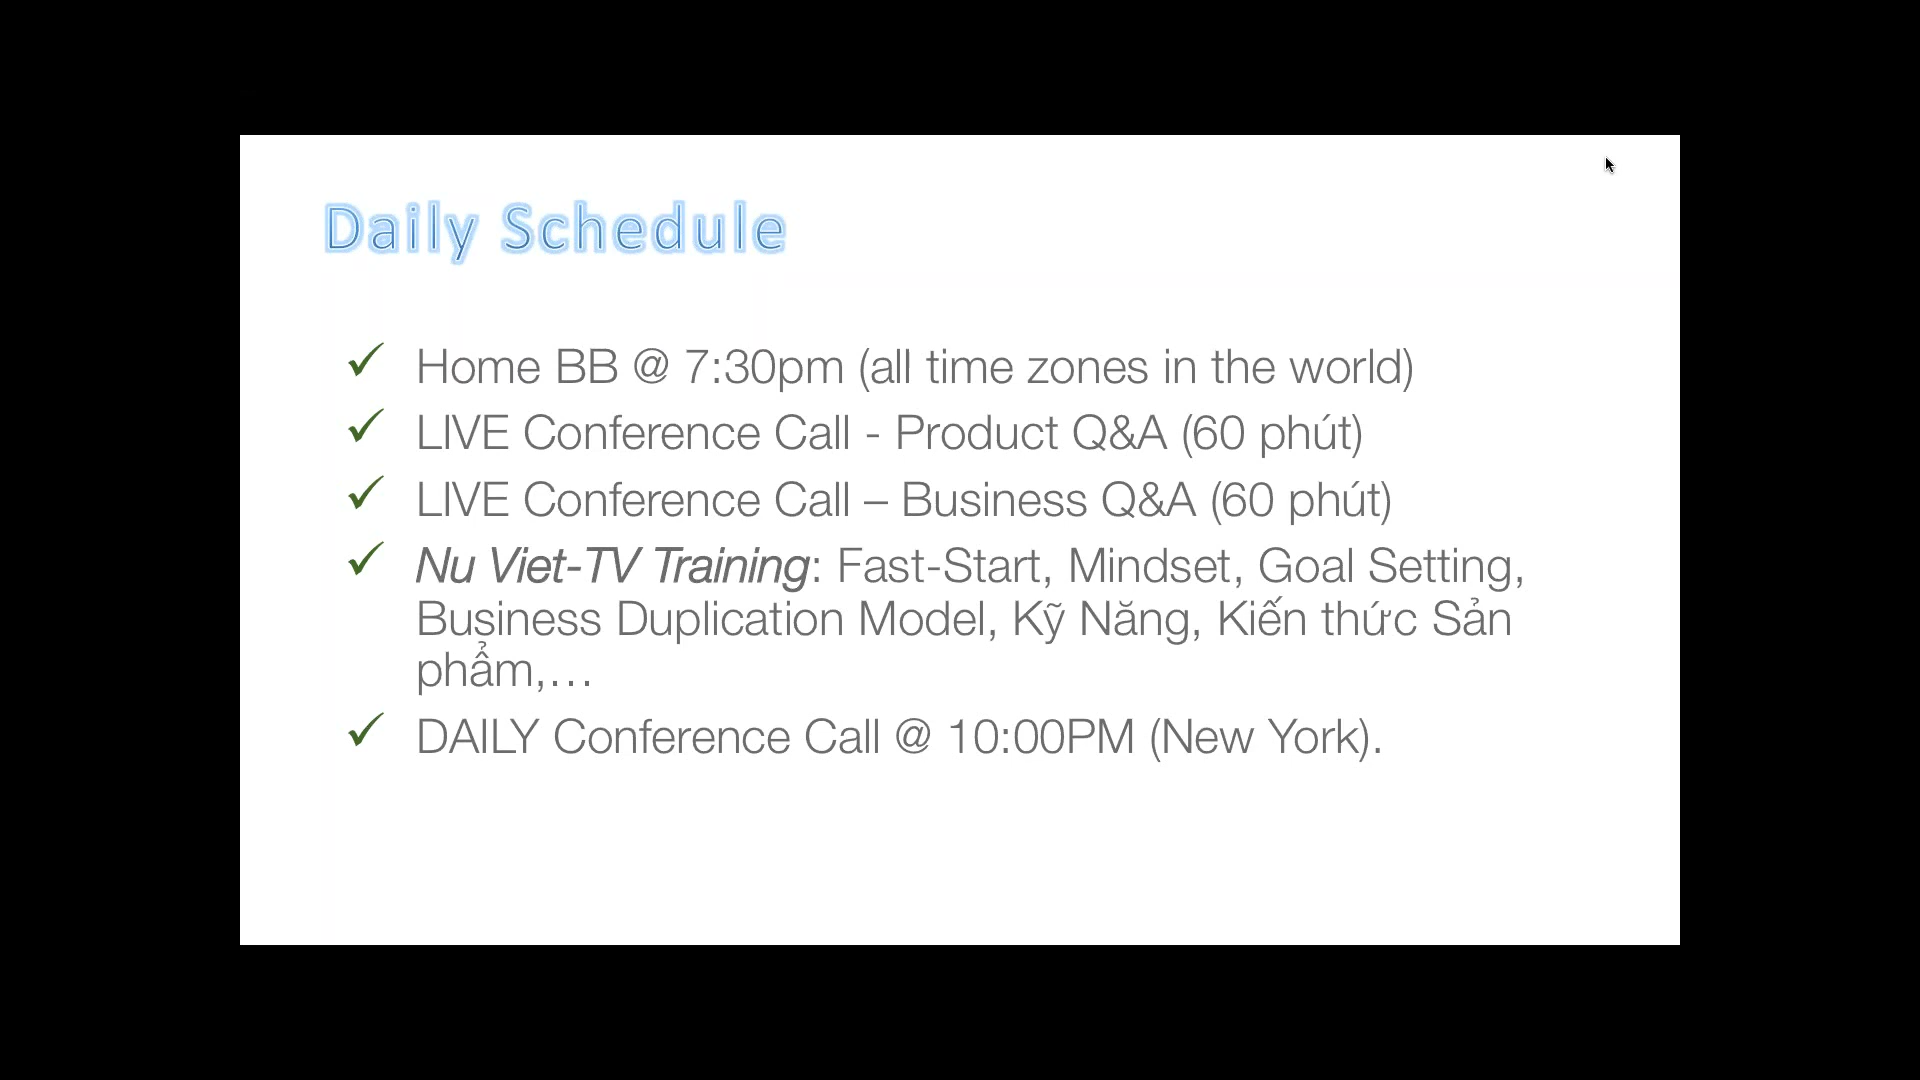 Daily Schedule
Home BB @ 7:30pm (all time zones in the world)
LIVE Conference Call - Product Q&A (60 phút)
LIVE Conference Call – Business Q&A (60 phút)
Nu Viet-TV Training: Fast-Start, Mindset, Goal Setting,
Business Duplication Model, Kỹ Năng, Kiến thức Sản
phẩm,…
DAILY Conference Call @ 10:00PM (New York).